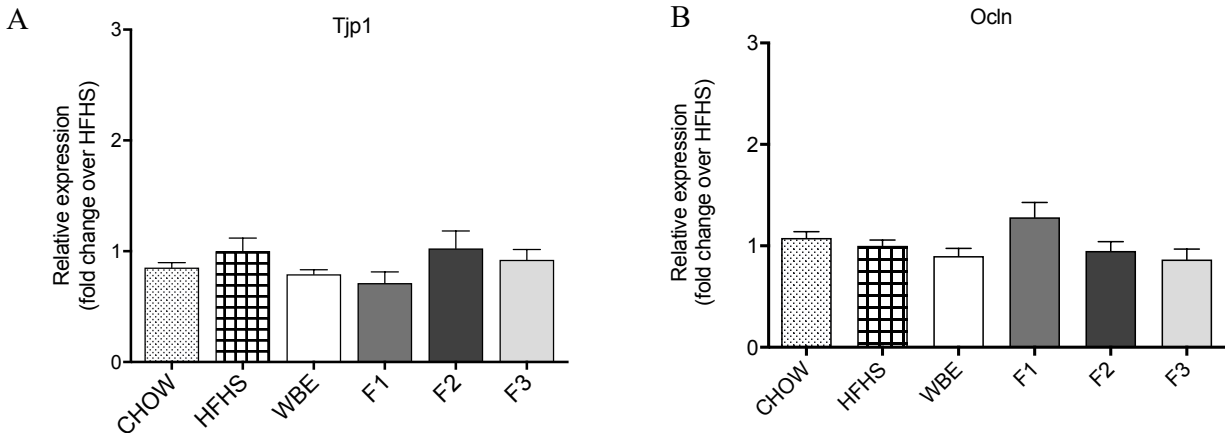 A
Tjp1
Relative expression
(fold change over HFHS)
3
2
1
0
CHOW
HFHS
WBE
F1
F2
F3
B
Ocln
Relative expression
(fold change over HFHS)
3
2
1
0
CHOW
HFHS
WBE
F1
F2
F3